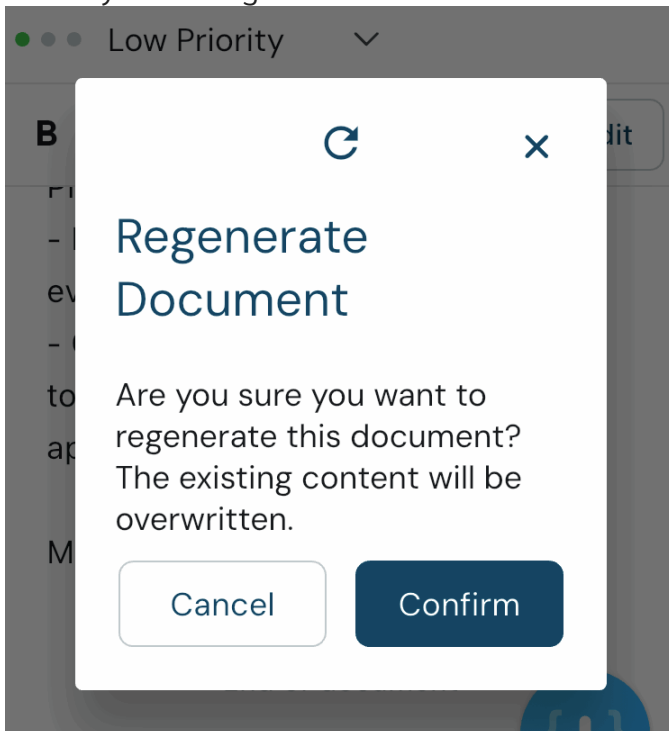 Low Priority
B
Regenerate
Document
Are you sure you want to
regenerate this document?
The existing content will be
overwritten.
Cancel
Confirm